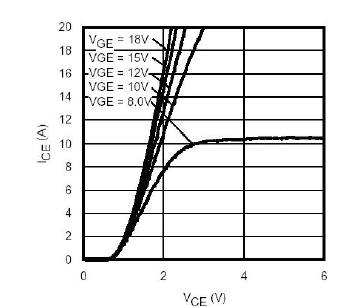 20
18
16
14
12
10
8
6
4
2
0
VGE = 18V
VGE = 15V
VGE = 12V
VGE = 10V
VGE = 8.0V
ICE (A)
0 2 4 6
VCE (V)